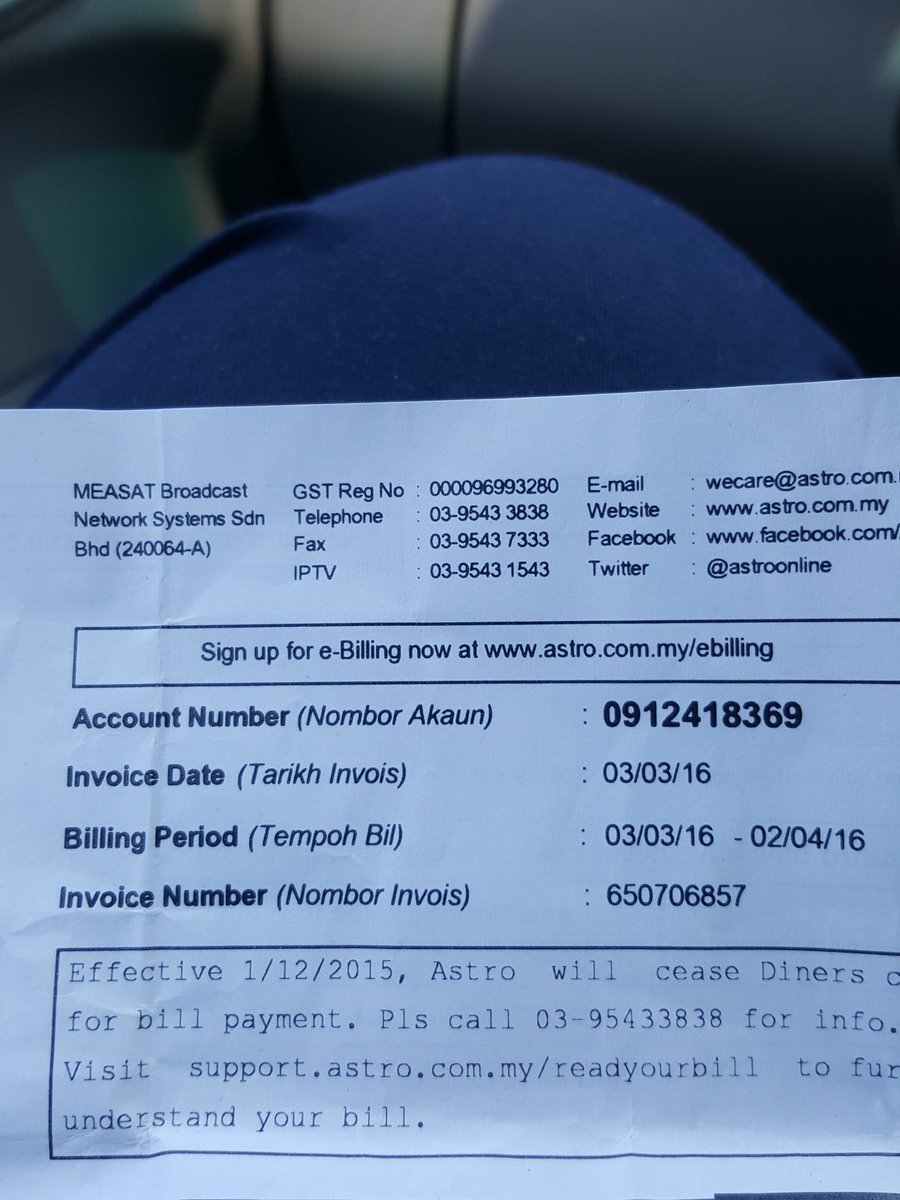 MEASAT Broadcast
Network Systems Sdn
Bhd (240064-A)
GST Reg No : 000096993280
Telephone : 03-9543 3838
Fax : 03-9543 7333
IPTV : 03-9543 1543
E-mail : wecare@astro.com.
Website : www.astro.com.my
Facebook : www.facebook.com/
Twitter : @astroonline
Sign up for e-Billing now at www.astro.com.my/ebilling
Account Number (Nombor Akaun) : 0912418369
Invoice Date (Tarikh Invois) : 03/03/16
Billing Period (Tempoh Bil) : 03/03/16 - 02/04/16
Invoice Number (Nombor Invois) : 650706857
Effective 1/12/2015, Astro will cease Diners
for bill payment. Pls call 03-95433838 for info.
Visit support.astro.com.my/readyourbill to fur
understand your bill.